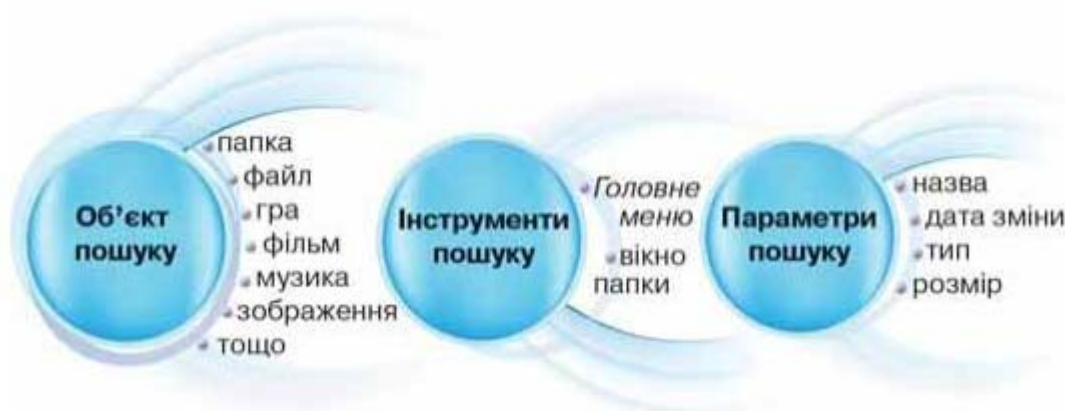 Об’єкт
пошуку
папка
файл
гра
фільм
музика
зображення
тощо
Інструменти
пошуку
Головне
меню
вікно
папки
Параметри
пошуку
назва
дата зміни
тип
розмір